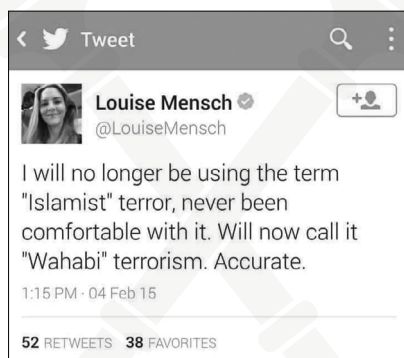 Tweet
Louise Mensch
@LouiseMensch
I will no longer be using the term
"Islamist" terror, never been
comfortable with it. Will now call it
"Wahabi" terrorism. Accurate.
1:15 PM · 04 Feb 15
52 RETWEETS 38 FAVORITES